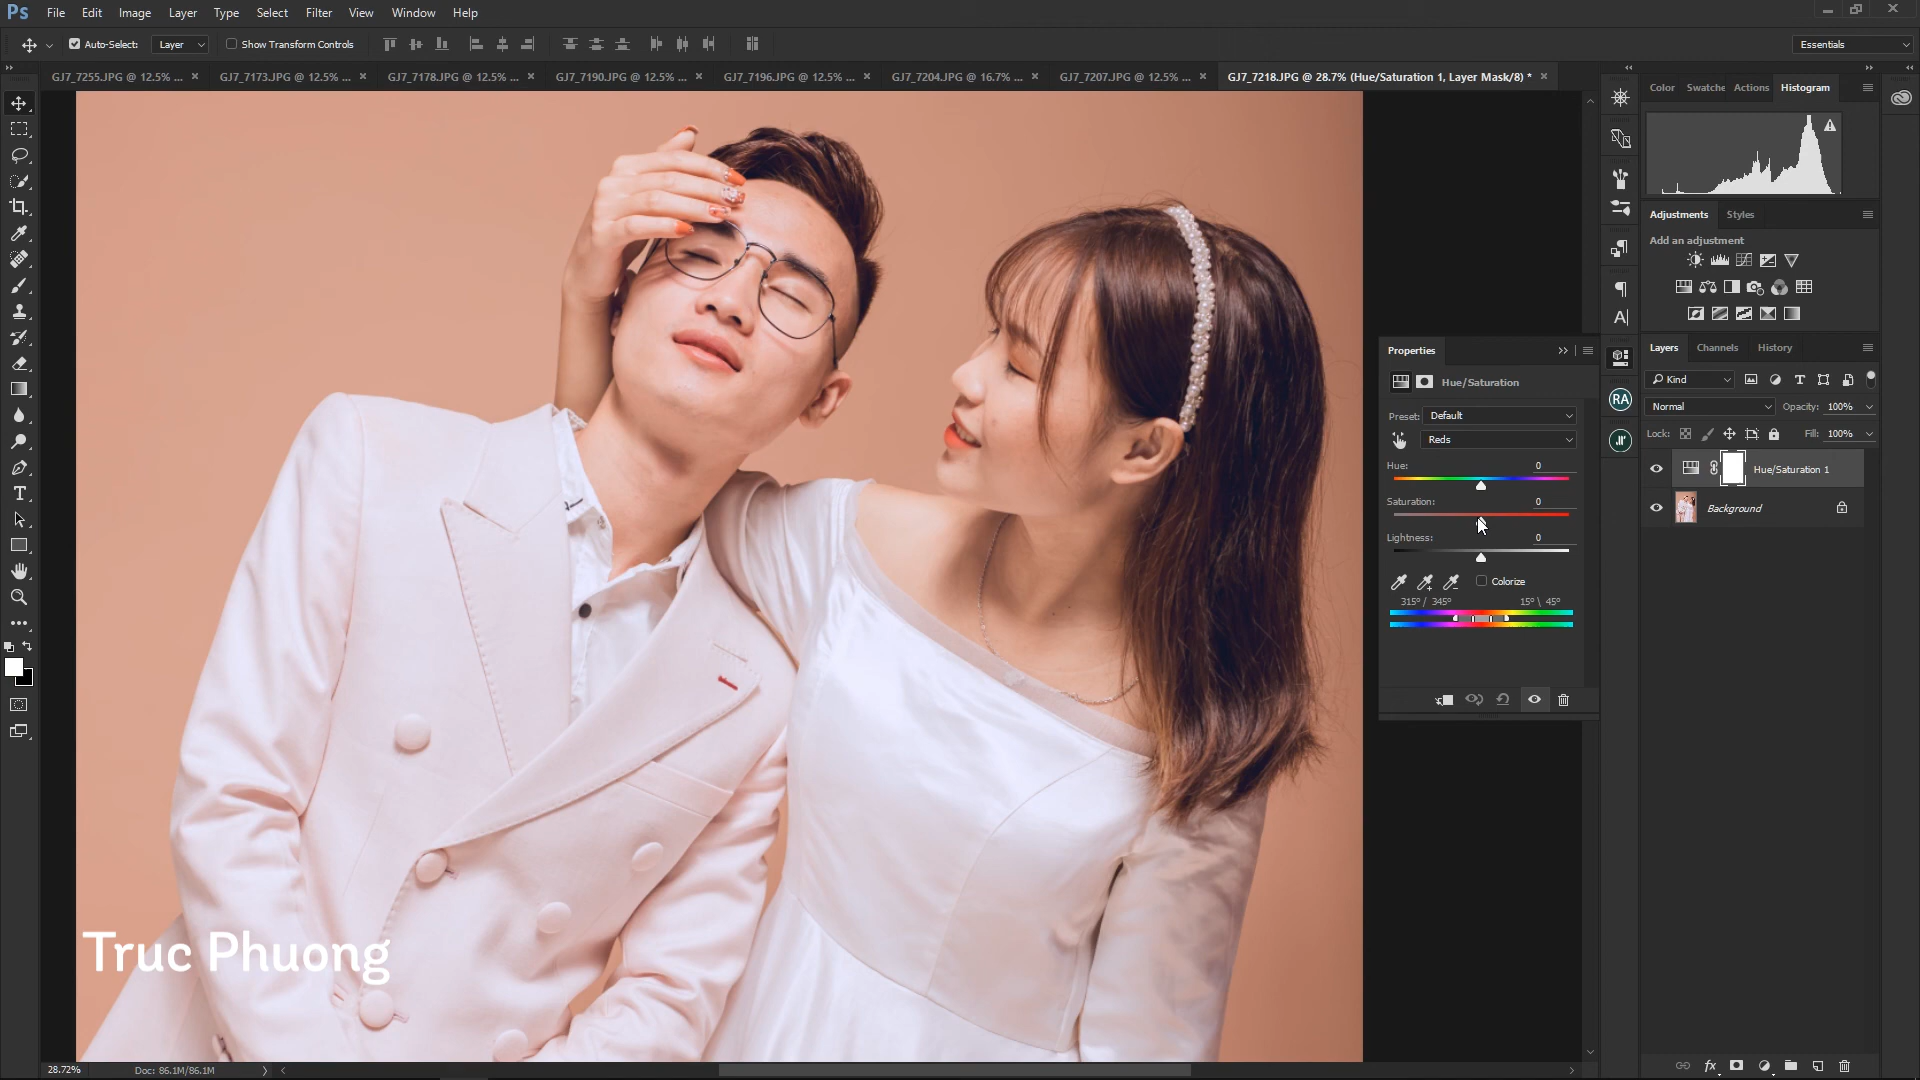 Ps File Edit Image Layer Type Select Filter View Window Help
Auto-Select: Layer Show Transform Controls Essentials
GJ7_7255.JPG @ 12.5% ... × GJ7_7173.JPG @ 12.5% ... × GJ7_7178.JPG @ 12.5% ... × GJ7_7190.JPG @ 12.5% ... × GJ7_7196.JPG @ 12.5% ... × GJ7_7204.JPG @ 16.7% ... × GJ7_7207.JPG @ 12.5% ... × GJ7_7218.JPG @ 28.7% (Hue/Saturation 1, Layer Mask/8) * ×
Color Swatche Actions Histogram
Adjustments Styles
Add an adjustment
Properties
Hue/Saturation
Preset: Default
Reds
Hue: 0
Saturation: 0
Lightness: 0
Colorize
315° / 345° 15° \ 45°
RA
Layers Channels History
Kind
Normal Opacity: 100%
Lock: Fill: 100%
Hue/Saturation 1
Background
fx
Truc Phuong
28.72% Doc: 86.1M/86.1M